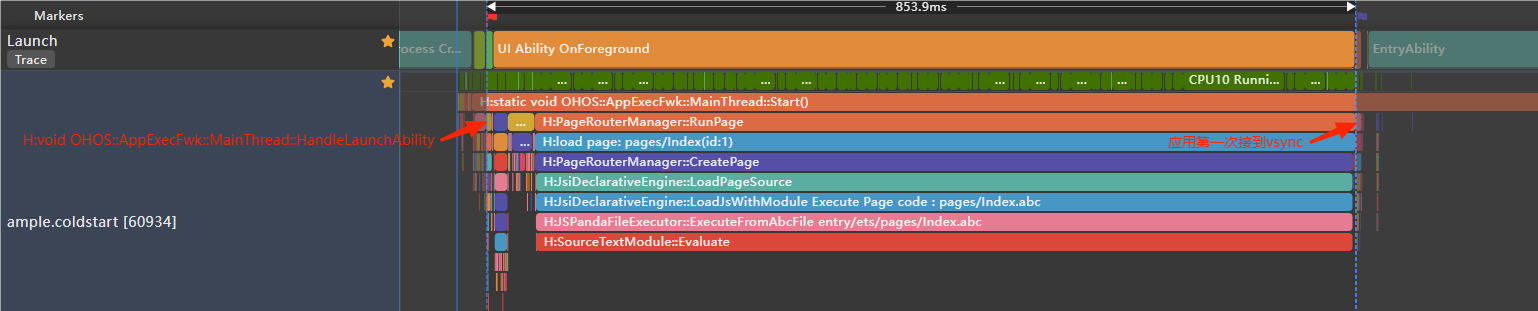 Markers
853.9ms
Launch
Trace
ocess Cr...
UI Ability OnForeground
EntryAbility
... ... ... ... ... ... ... ... CPU10 Runni... ...
H:static void OHOS::AppExecFwk::MainThread::Start()
... H:PageRouterManager::RunPage
H:void OHOS::AppExecFwk::MainThread::HandleLaunchAbility
... H:load page: pages/Index(id:1)
应用第一次接到vsync
H:PageRouterManager::CreatePage
H:JsiDeclarativeEngine::LoadPageSource
H:JsiDeclarativeEngine::LoadJsWithModule Execute Page code : pages/Index.abc
ample.coldstart [60934]
H:JSPandaFileExecutor::ExecuteFromAbcFile entry/ets/pages/Index.abc
H:SourceTextModule::Evaluate